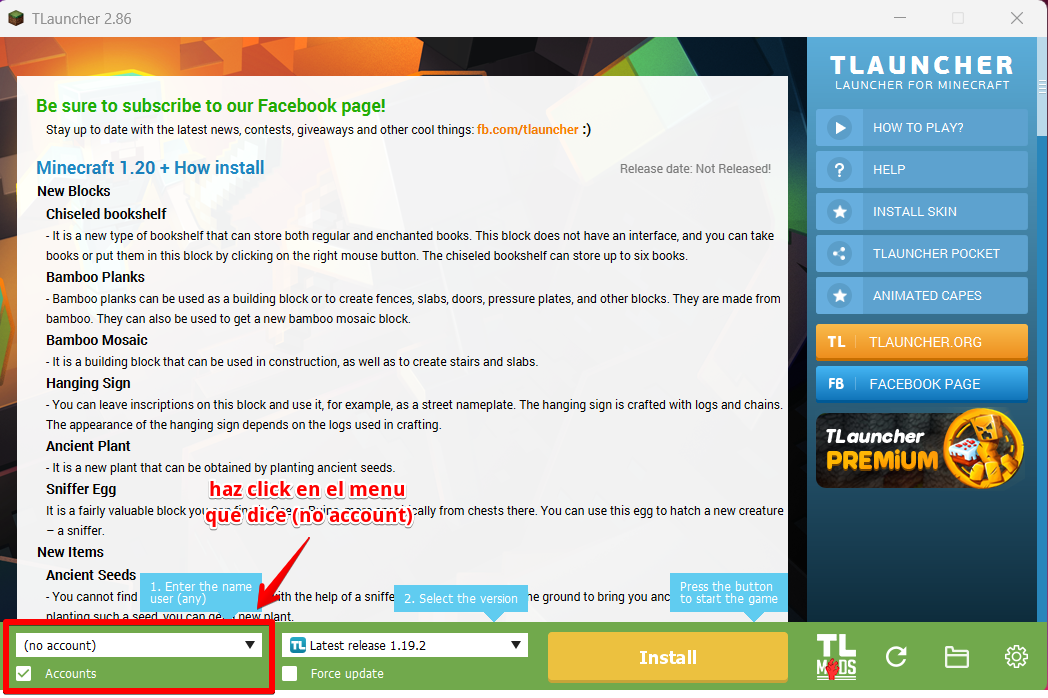 TLauncher 2.86
Be sure to subscribe to our Facebook page!
Stay up to date with the latest news, contests, giveaways and other cool things: fb.com/tlauncher :)
Minecraft 1.20 + How install
Release date: Not Released!
New Blocks
Chiseled bookshelf
- It is a new type of bookshelf that can store both regular and enchanted books. This block does not have an interface, and you can take
books or put them in this block by clicking on the right mouse button. The chiseled bookshelf can store up to six books.
Bamboo Planks
- Bamboo planks can be used as a building block or to create fences, slabs, doors, pressure plates, and other blocks. They are made from
bamboo. They can also be used to get a new bamboo mosaic block.
Bamboo Mosaic
- It is a building block that can be used in construction, as well as to create stairs and slabs.
Hanging Sign
- You can leave inscriptions on this block and use it, for example, as a street nameplate. The hanging sign is crafted with logs and chains.
The appearance of the hanging sign depends on the logs used in crafting.
Ancient Plant
- It is a new plant that can be obtained by planting ancient seeds.
Sniffer Egg
It is a fairly valuable block you can from chests there. You can use this egg to hatch a new creature
– a sniffer.
haz click en el menu
que dice (no account)
New Items
Ancient Seeds
- You cannot find with the help of a sniffe the ground to bring you anc
planting such a seed, you can get a new plant.
1. Enter the name
user (any)
2. Select the version
Press the button
to start the game
(no account)
Accounts
TL Latest release 1.19.2
Force update
Install
TL
MODS
TLAUNCHER
LAUNCHER FOR MINECRAFT
HOW TO PLAY?
? HELP
INSTALL SKIN
TLAUNCHER POCKET
ANIMATED CAPES
TL TLAUNCHER.ORG
FB FACEBOOK PAGE
TLauncher
PREMIUM